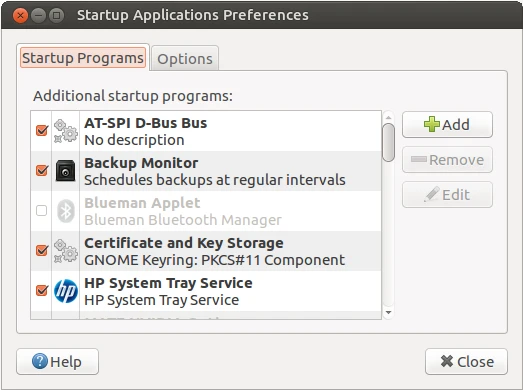 Startup Applications Preferences
Startup Programs
Options
Additional startup programs:
AT-SPI D-Bus Bus
No description
Add
Backup Monitor
Schedules backups at regular intervals
Remove
Blueman Applet
Blueman Bluetooth Manager
Edit
Certificate and Key Storage
GNOME Keyring: PKCS#11 Component
hp
HP System Tray Service
HP System Tray Service
Help
Close